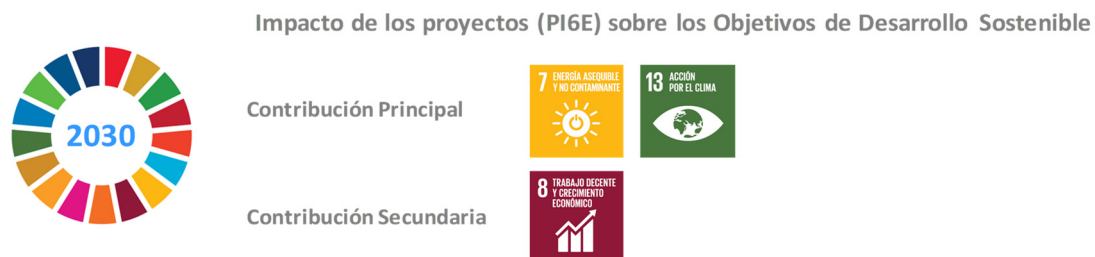 Impacto de los proyectos (PI6E) sobre los Objetivos de Desarrollo Sostenible
2030
Contribución Principal
7 ENERGÍA ASEQUIBLE
Y NO CONTAMINANTE
13 ACCIÓN
POR EL CLIMA
Contribución Secundaria
8 TRABAJO DECENTE
Y CRECIMIENTO
ECONÓMICO